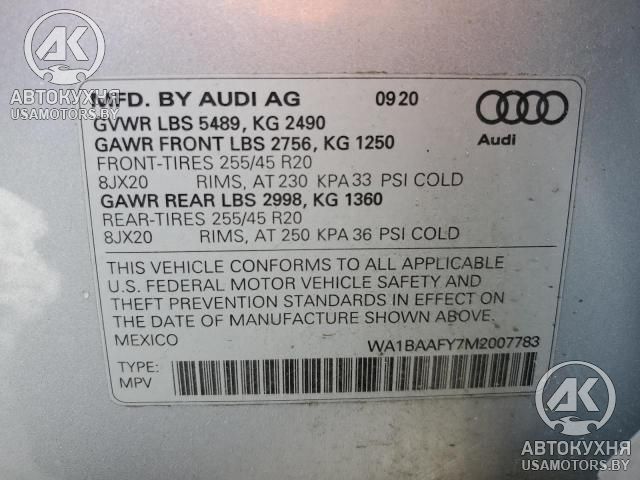 АК
АВТОКУХНЯ
USAMOTORS.BY
MFD. BY AUDI AG 0920
GVWR LBS 5489, KG 2490
Audi
GAWR FRONT LBS 2756, KG 1250
FRONT-TIRES 255/45 R20
8JX20 RIMS, AT 230 KPA 33 PSI COLD
GAWR REAR LBS 2998, KG 1360
REAR-TIRES 255/45 R20
8JX20 RIMS, AT 250 KPA 36 PSI COLD
THIS VEHICLE CONFORMS TO ALL APPLICABLE
U.S. FEDERAL MOTOR VEHICLE SAFETY AND
THEFT PREVENTION STANDARDS IN EFFECT ON
THE DATE OF MANUFACTURE SHOWN ABOVE.
MEXICO WA1BAAFY7M2007783
TYPE:
MPV
АК
АВТОКУХНЯ
USAMOTORS.BY